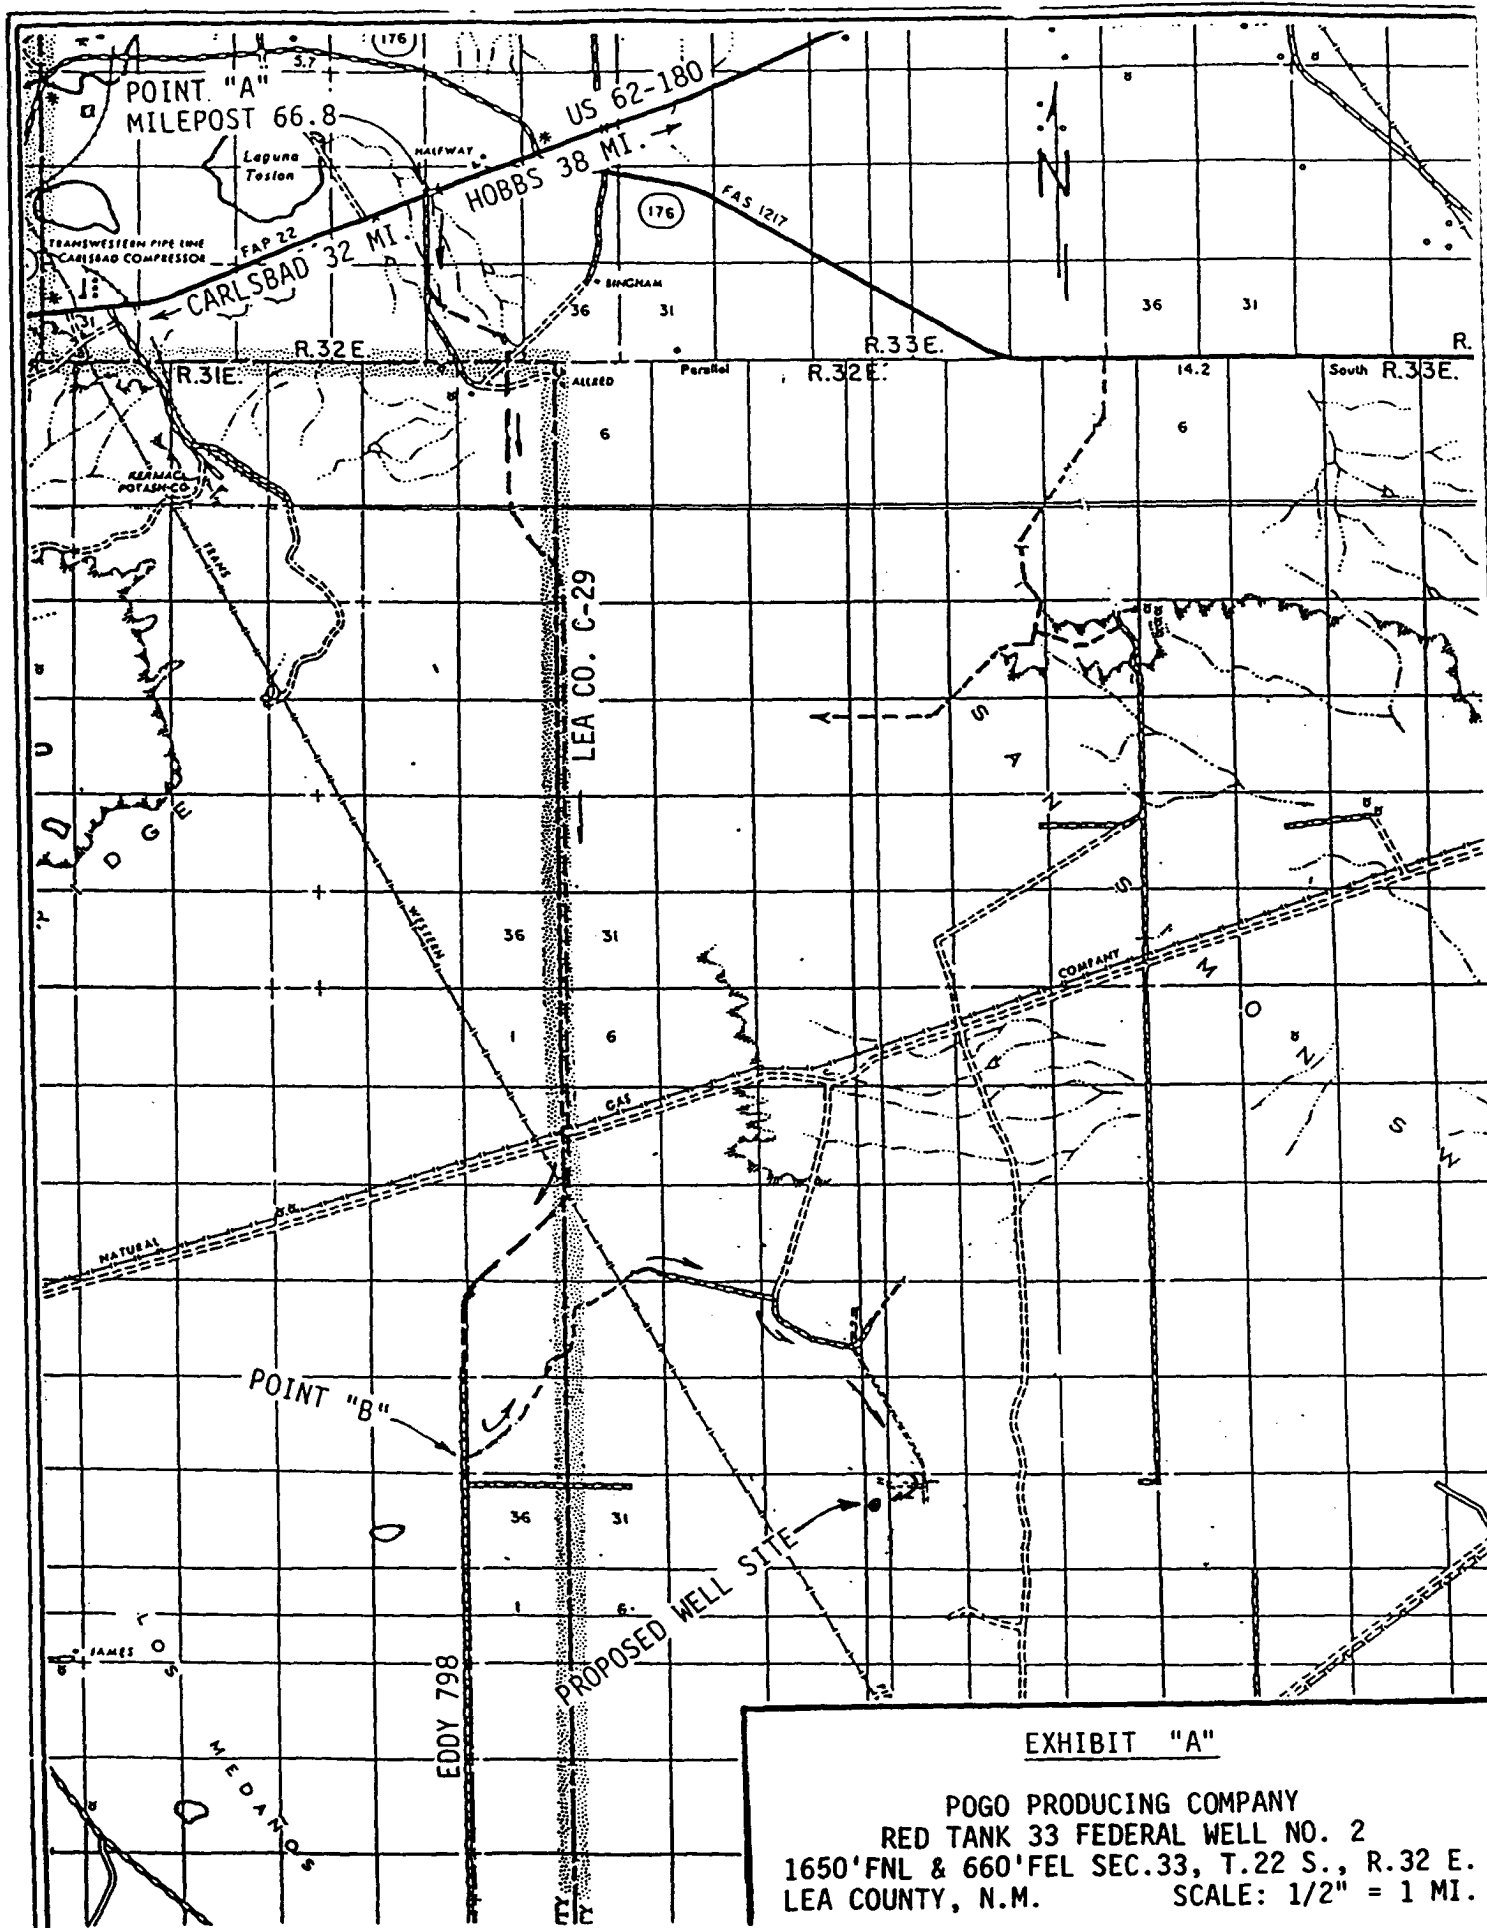 176
5.7
POINT "A"
MILEPOST 66.8
US 62-180
HALFWAY
HOBBS 38 MI.
Laguna
Toston
176
FAS 1217
TRANSWESTERN PIPE LINE
CARLSBAD COMPRESSOR
FAP 22
CARLSBAD 32 MI.
BINGHAM
N
31
36
31
36
31
R.32E.
R.33E.
R.
R.31E.
ALLRED
Parallel
R.32E.
14.2
South
R.33E.
6
6
KERMAC
POTASH CO
TRANS
LEA CO. C-29
S
A
N
S
U
D G E
WESTERN
36
31
COMPANY
M
O
N
S
W
1
6
GAS
NATURAL
POINT "B"
36
31
PROPOSED WELL SITE
1
6
JAMES
LOS
EDDY 798
MEDANOS
TY
CY
EXHIBIT "A"
POGO PRODUCING COMPANY
RED TANK 33 FEDERAL WELL NO. 2
1650'FNL & 660'FEL SEC.33, T.22 S., R.32 E.
LEA COUNTY, N.M. SCALE: 1/2" = 1 MI.